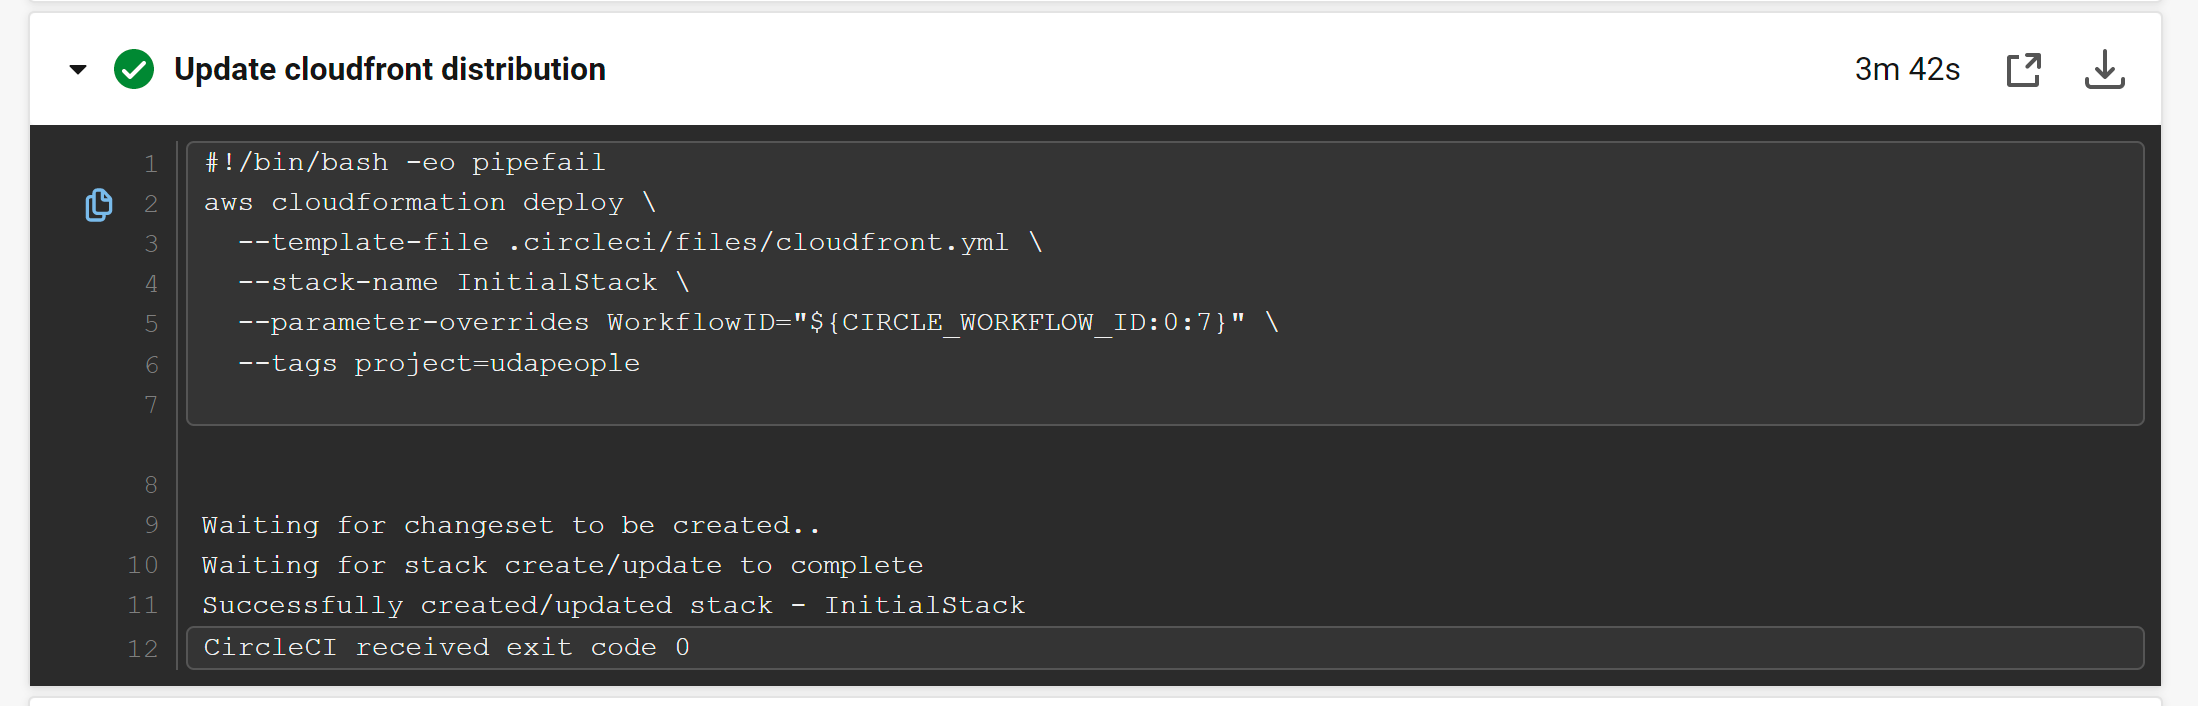 Update cloudfront distribution
3m 42s
1 #!/bin/bash -eo pipefail
2 aws cloudformation deploy \
3   --template-file .circleci/files/cloudfront.yml \
4   --stack-name InitialStack \
5   --parameter-overrides WorkflowID="${CIRCLE_WORKFLOW_ID:0:7}" \
6   --tags project=udapeople
7
8
9 Waiting for changeset to be created..
10 Waiting for stack create/update to complete
11 Successfully created/updated stack - InitialStack
12 CircleCI received exit code 0